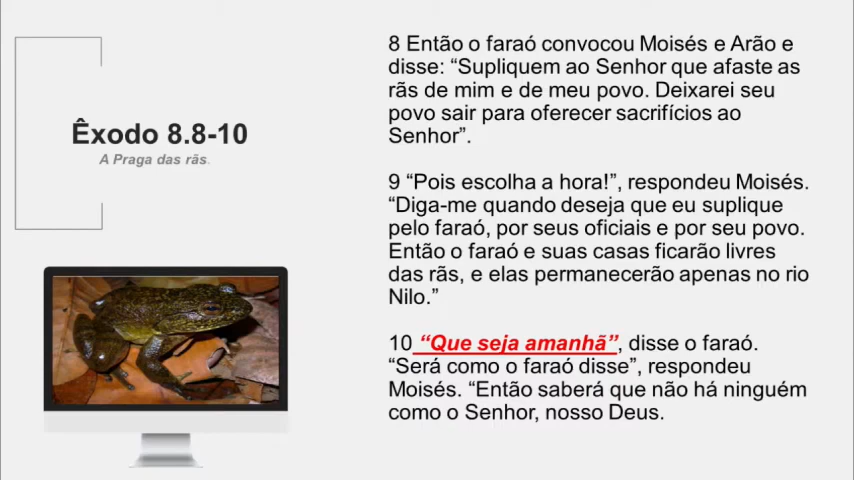 Êxodo 8.8-10
A Praga das rãs.
8 Então o faraó convocou Moisés e Arão e
disse: “Supliquem ao Senhor que afaste as
rãs de mim e de meu povo. Deixarei seu
povo sair para oferecer sacrifícios ao
Senhor”.
9 “Pois escolha a hora!”, respondeu Moisés.
“Diga-me quando deseja que eu suplique
pelo faraó, por seus oficiais e por seu povo.
Então o faraó e suas casas ficarão livres
das rãs, e elas permanecerão apenas no rio
Nilo.”
10 “Que seja amanhã”, disse o faraó.
“Será como o faraó disse”, respondeu
Moisés. “Então saberá que não há ninguém
como o Senhor, nosso Deus.